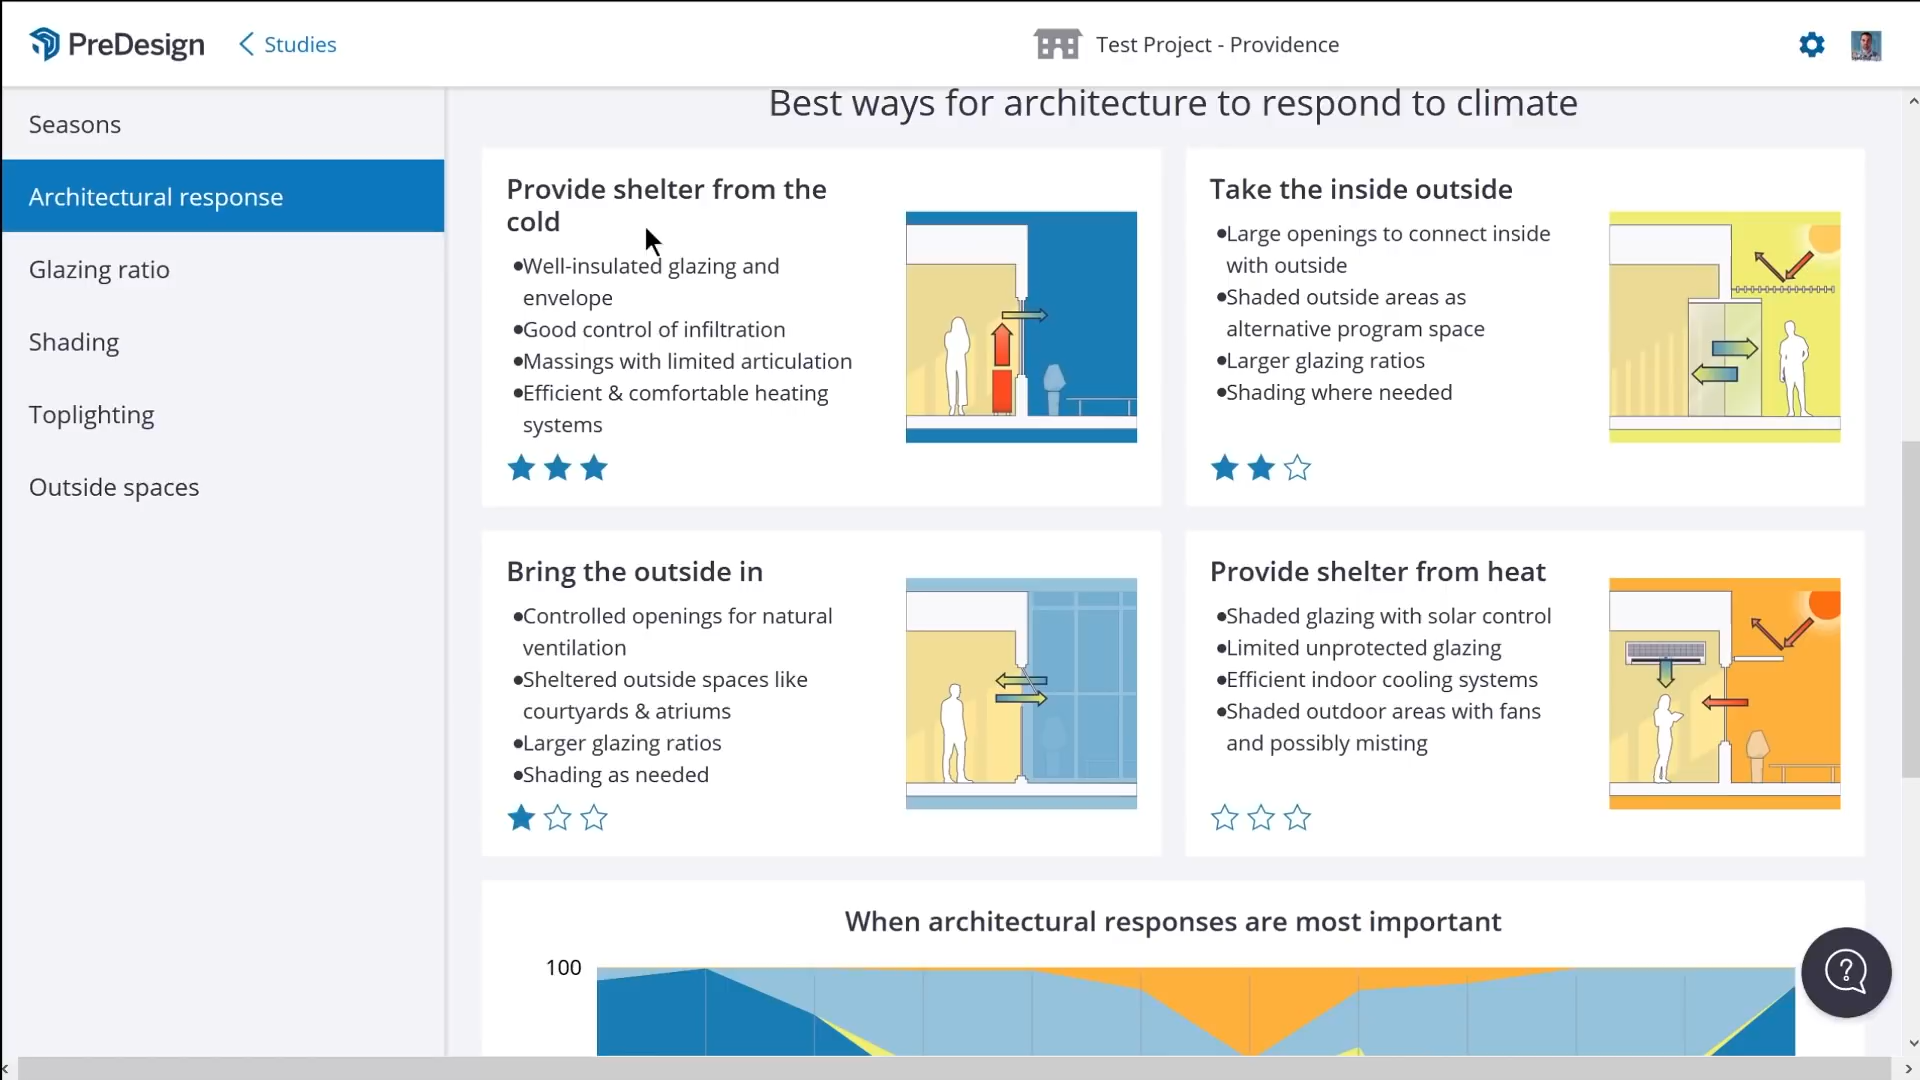 PreDesign
Studies
Test Project - Providence
Seasons
Architectural response
Glazing ratio
Shading
Toplighting
Outside spaces
Best ways for architecture to respond to climate
Provide shelter from the
cold
•Well-insulated glazing and
envelope
•Good control of infiltration
•Massings with limited articulation
•Efficient & comfortable heating
systems
Take the inside outside
•Large openings to connect inside
with outside
•Shaded outside areas as
alternative program space
•Larger glazing ratios
•Shading where needed
Bring the outside in
•Controlled openings for natural
ventilation
•Sheltered outside spaces like
courtyards & atriums
•Larger glazing ratios
•Shading as needed
Provide shelter from heat
•Shaded glazing with solar control
•Limited unprotected glazing
•Efficient indoor cooling systems
•Shaded outdoor areas with fans
and possibly misting
When architectural responses are most important
100